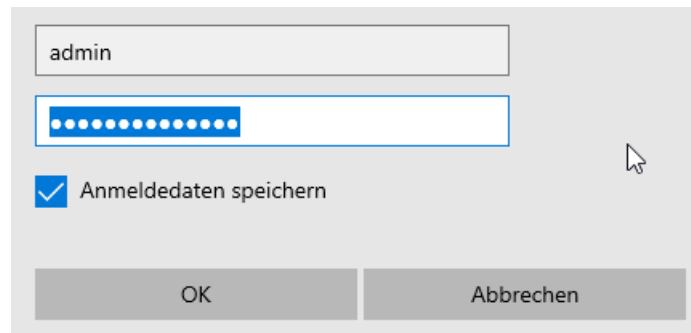 admin
••••••••••••••
Anmeldedaten speichern
OK
Abbrechen